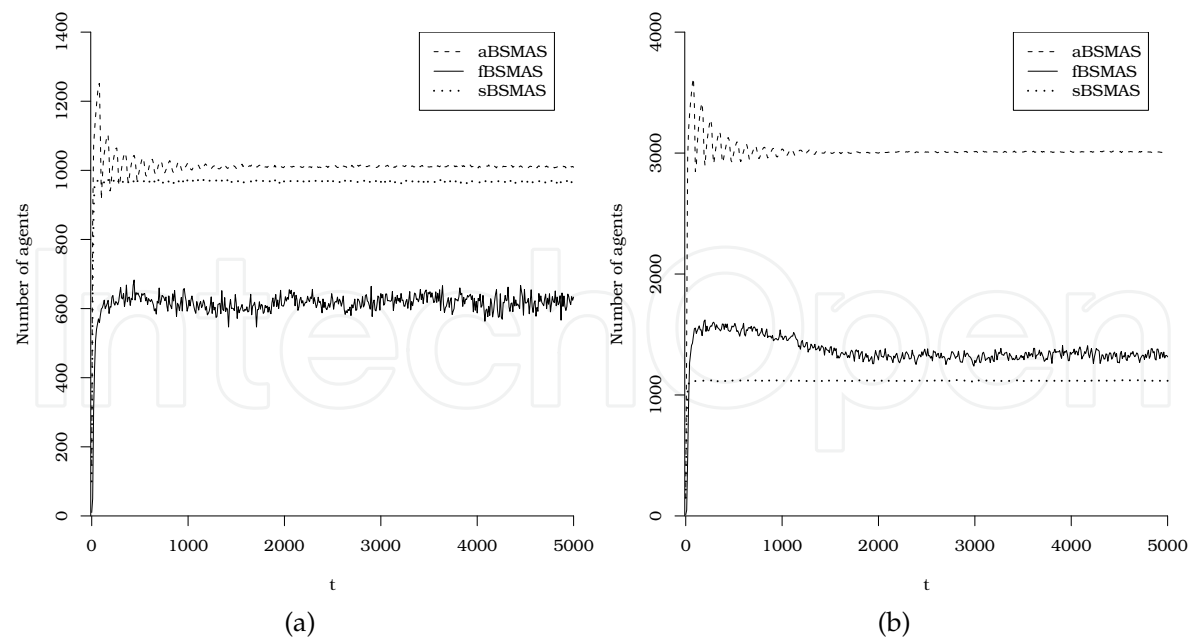 1400
1200
1000
800
600
400
200
0
Number of agents
aBSMAS
fBSMAS
sBSMAS
0 1000 2000 3000 4000 5000
t
(a)
4000
3000
2000
1000
0
Number of agents
aBSMAS
fBSMAS
sBSMAS
0 1000 2000 3000 4000 5000
t
(b)
IntechOpen